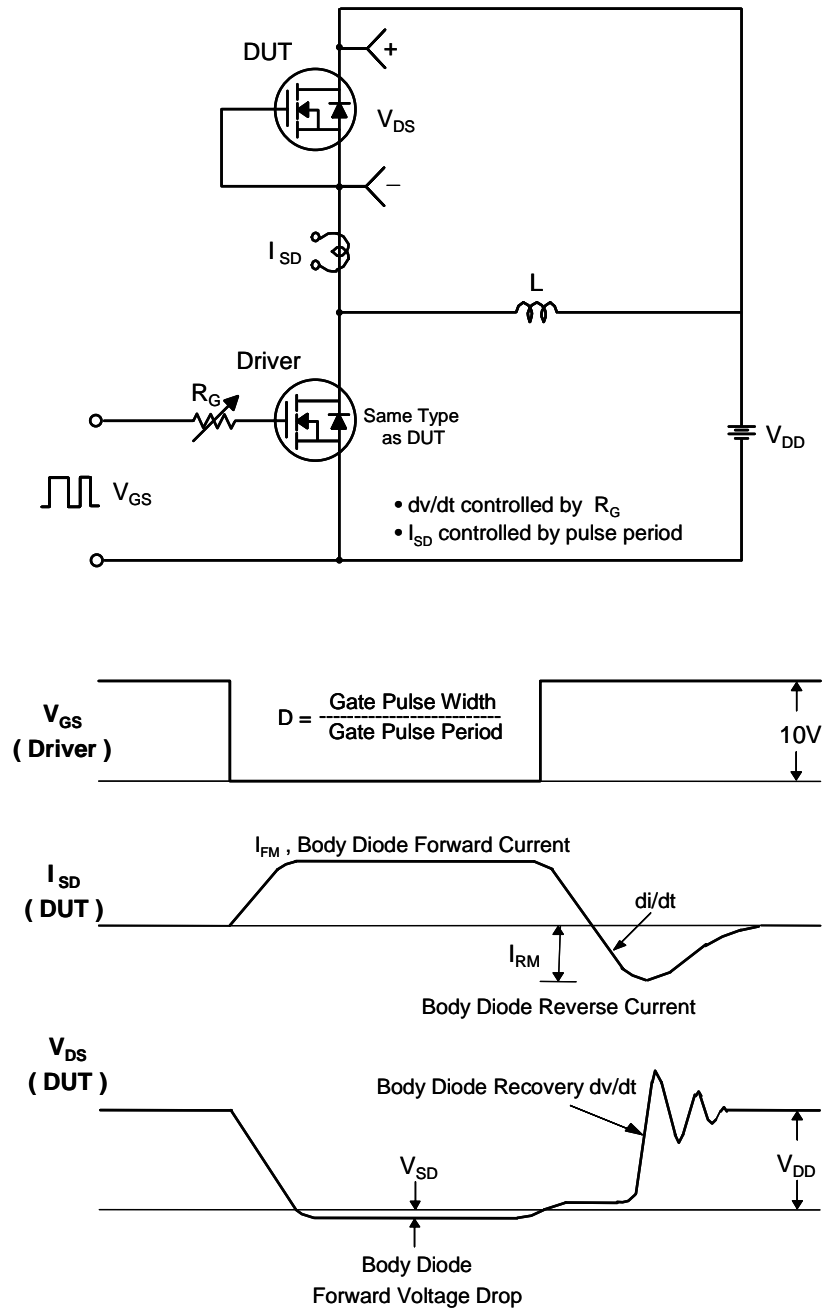 DUT
+
V_DS
−
I_SD
L
Driver
R_G
Same Type
as DUT
V_DD
V_GS
• dv/dt controlled by R_G
• I_SD controlled by pulse period
V_GS
( Driver )
D = Gate Pulse Width
Gate Pulse Period
10V
I_FM , Body Diode Forward Current
I_SD
( DUT )
di/dt
I_RM
Body Diode Reverse Current
V_DS
( DUT )
Body Diode Recovery dv/dt
V_SD
V_DD
Body Diode
Forward Voltage Drop